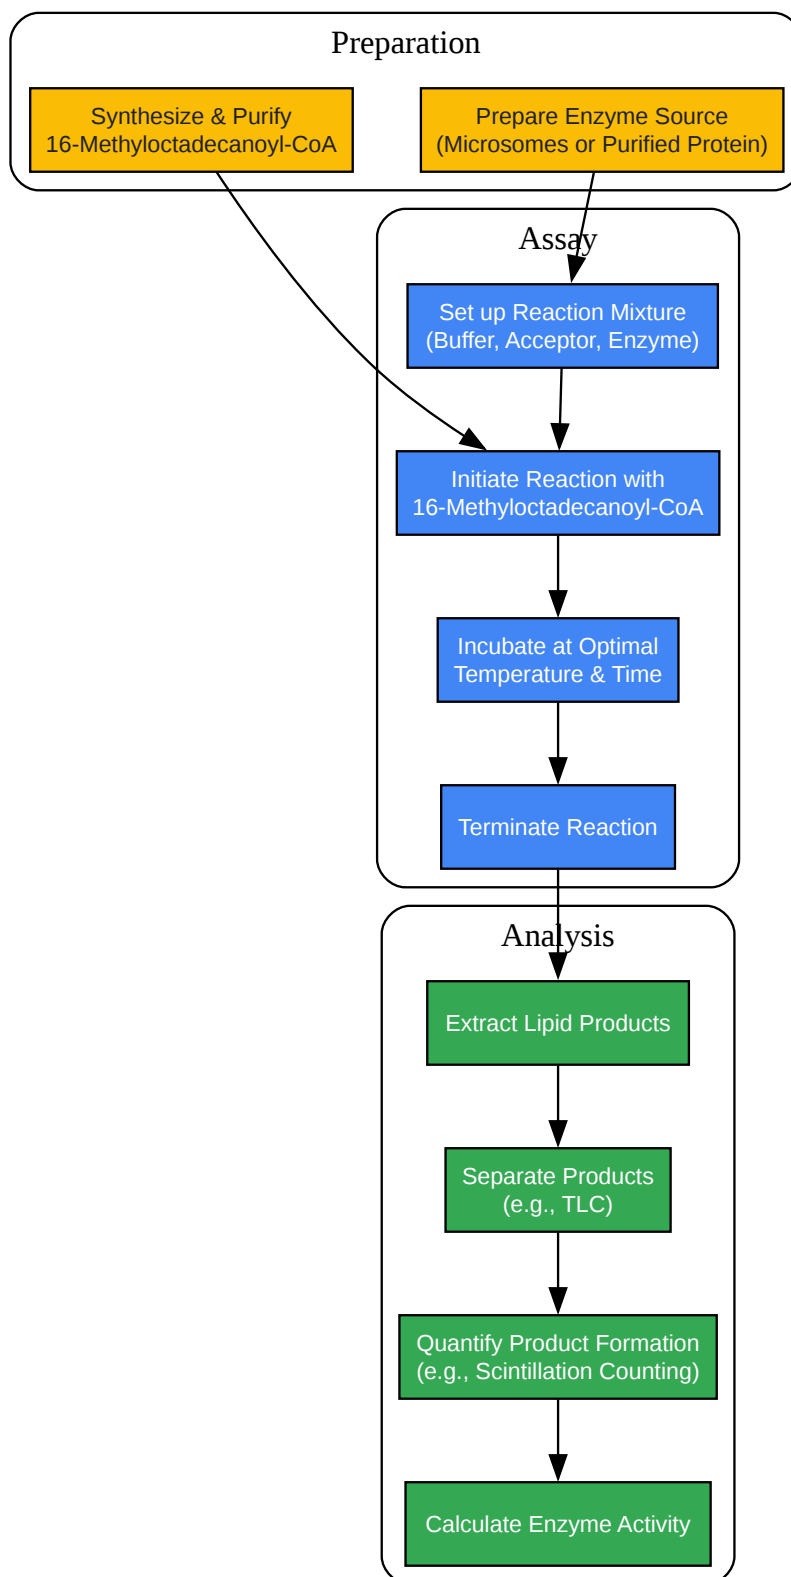 Preparation
Synthesize & Purify
16-Methyloctadecanoyl-CoA
Prepare Enzyme Source
(Microsomes or Purified Protein)
Assay
Set up Reaction Mixture
(Buffer, Acceptor, Enzyme)
Initiate Reaction with
16-Methyloctadecanoyl-CoA
Incubate at Optimal
Temperature & Time
Terminate Reaction
Analysis
Extract Lipid Products
Separate Products
(e.g., TLC)
Quantify Product Formation
(e.g., Scintillation Counting)
Calculate Enzyme Activity